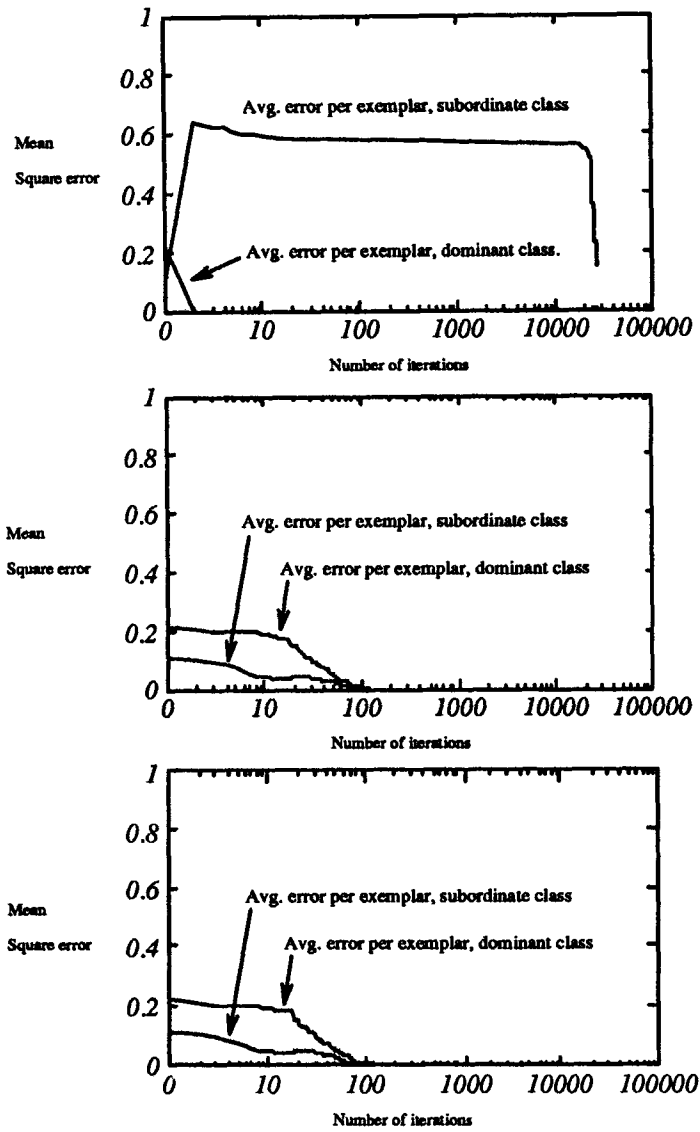 1
0.8
Avg. error per exemplar, subordinate class
Mean
Square error
0.6
0.4
Avg. error per exemplar, dominant class.
0.2
0
0 10 100 1000 10000 100000
Number of iterations
1
0.8
0.6
Avg. error per exemplar, subordinate class
Mean
Square error
0.4
Avg. error per exemplar, dominant class
0.2
0
0 10 100 1000 10000 100000
Number of iterations
1
0.8
0.6
Avg. error per exemplar, subordinate class
Mean
Square error
0.4
Avg. error per exemplar, dominant class
0.2
0
0 10 100 1000 10000 100000
Number of iterations